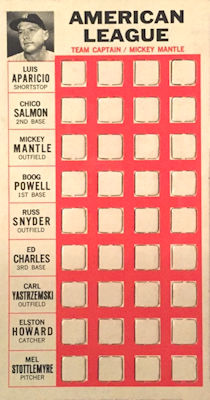 AMERICAN
LEAGUE
TEAM CAPTAIN / MICKEY MANTLE
LUIS
APARICIO
SHORTSTOP
CHICO
SALMON
2ND BASE
MICKEY
MANTLE
OUTFIELD
BOOG
POWELL
1ST BASE
RUSS
SNYDER
OUTFIELD
ED
CHARLES
3RD BASE
CARL
YASTRZEMSKI
OUTFIELD
ELSTON
HOWARD
CATCHER
MEL
STOTTLEMYRE
PITCHER